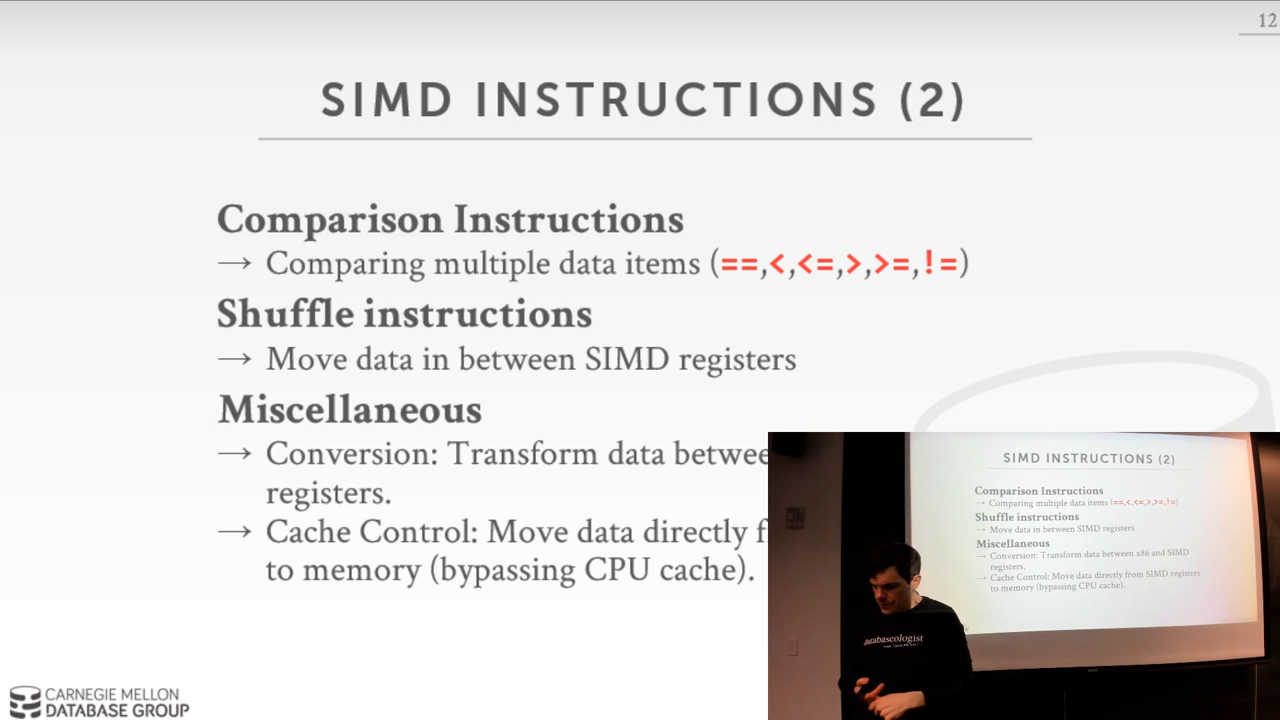 12
SIMD INSTRUCTIONS (2)
Comparison Instructions
→ Comparing multiple data items (==,<,<=,>,>=,!=)
Shuffle instructions
→ Move data in between SIMD registers
Miscellaneous
→ Conversion: Transform data betwee
registers.
→ Cache Control: Move data directly f
to memory (bypassing CPU cache).
CARNEGIE MELLON
DATABASE GROUP
SIMD INSTRUCTIONS (2)
Comparison Instructions
→ Comparing multiple data items (==,<,<=,>,>=,!=)
Shuffle instructions
→ Move data in between SIMD registers
Miscellaneous
→ Conversion: Transform data between x86 and SIMD
registers.
→ Cache Control: Move data directly from SIMD registers
to memory (bypassing CPU cache).
databaseologist